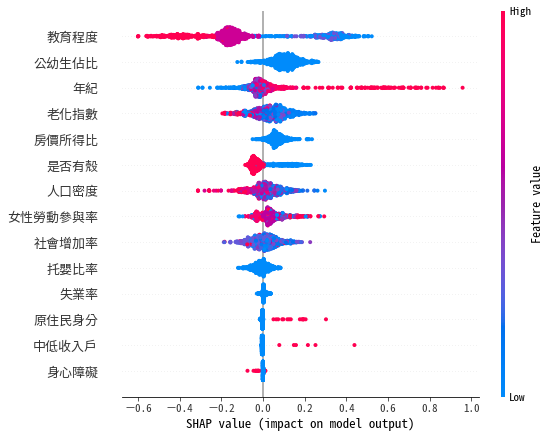 High
教育程度
公幼生佔比
年紀
老化指數
房價所得比
是否有殼
人口密度
女性勞動參與率
社會增加率
托嬰比率
失業率
原住民身分
中低收入戶
身心障礙
Feature value
Low
−0.6 −0.4 −0.2 0.0 0.2 0.4 0.6 0.8 1.0
SHAP value (impact on model output)